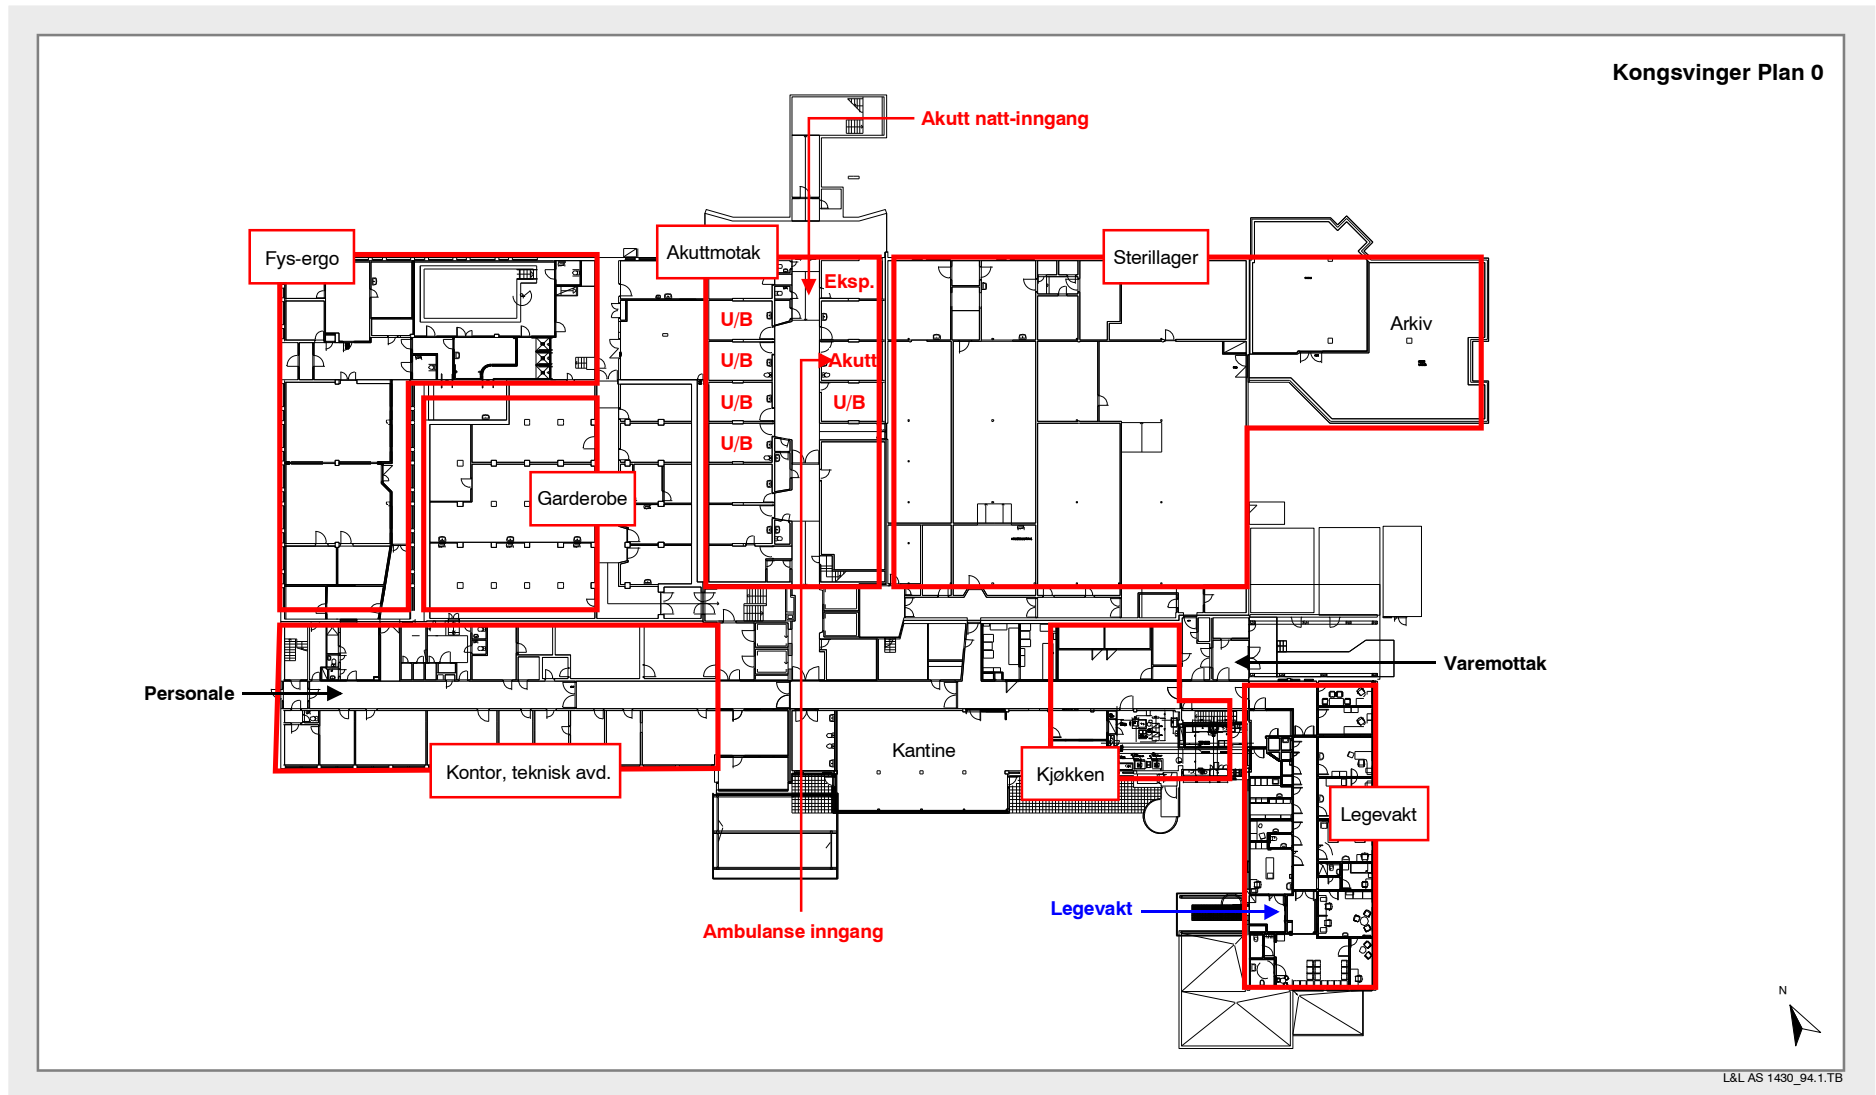 Kongsvinger Plan 0
Akutt natt-inngang
Fys-ergo
Akuttmotak
Sterillager
Eksp.
U/B
Arkiv
U/B
Akutt
U/B
U/B
U/B
Garderobe
Personale
Varemottak
Kontor, teknisk avd.
Kantine
Kjøkken
Legevakt
Legevakt
Ambulanse inngang
N
L&L AS 1430_94.1.TB